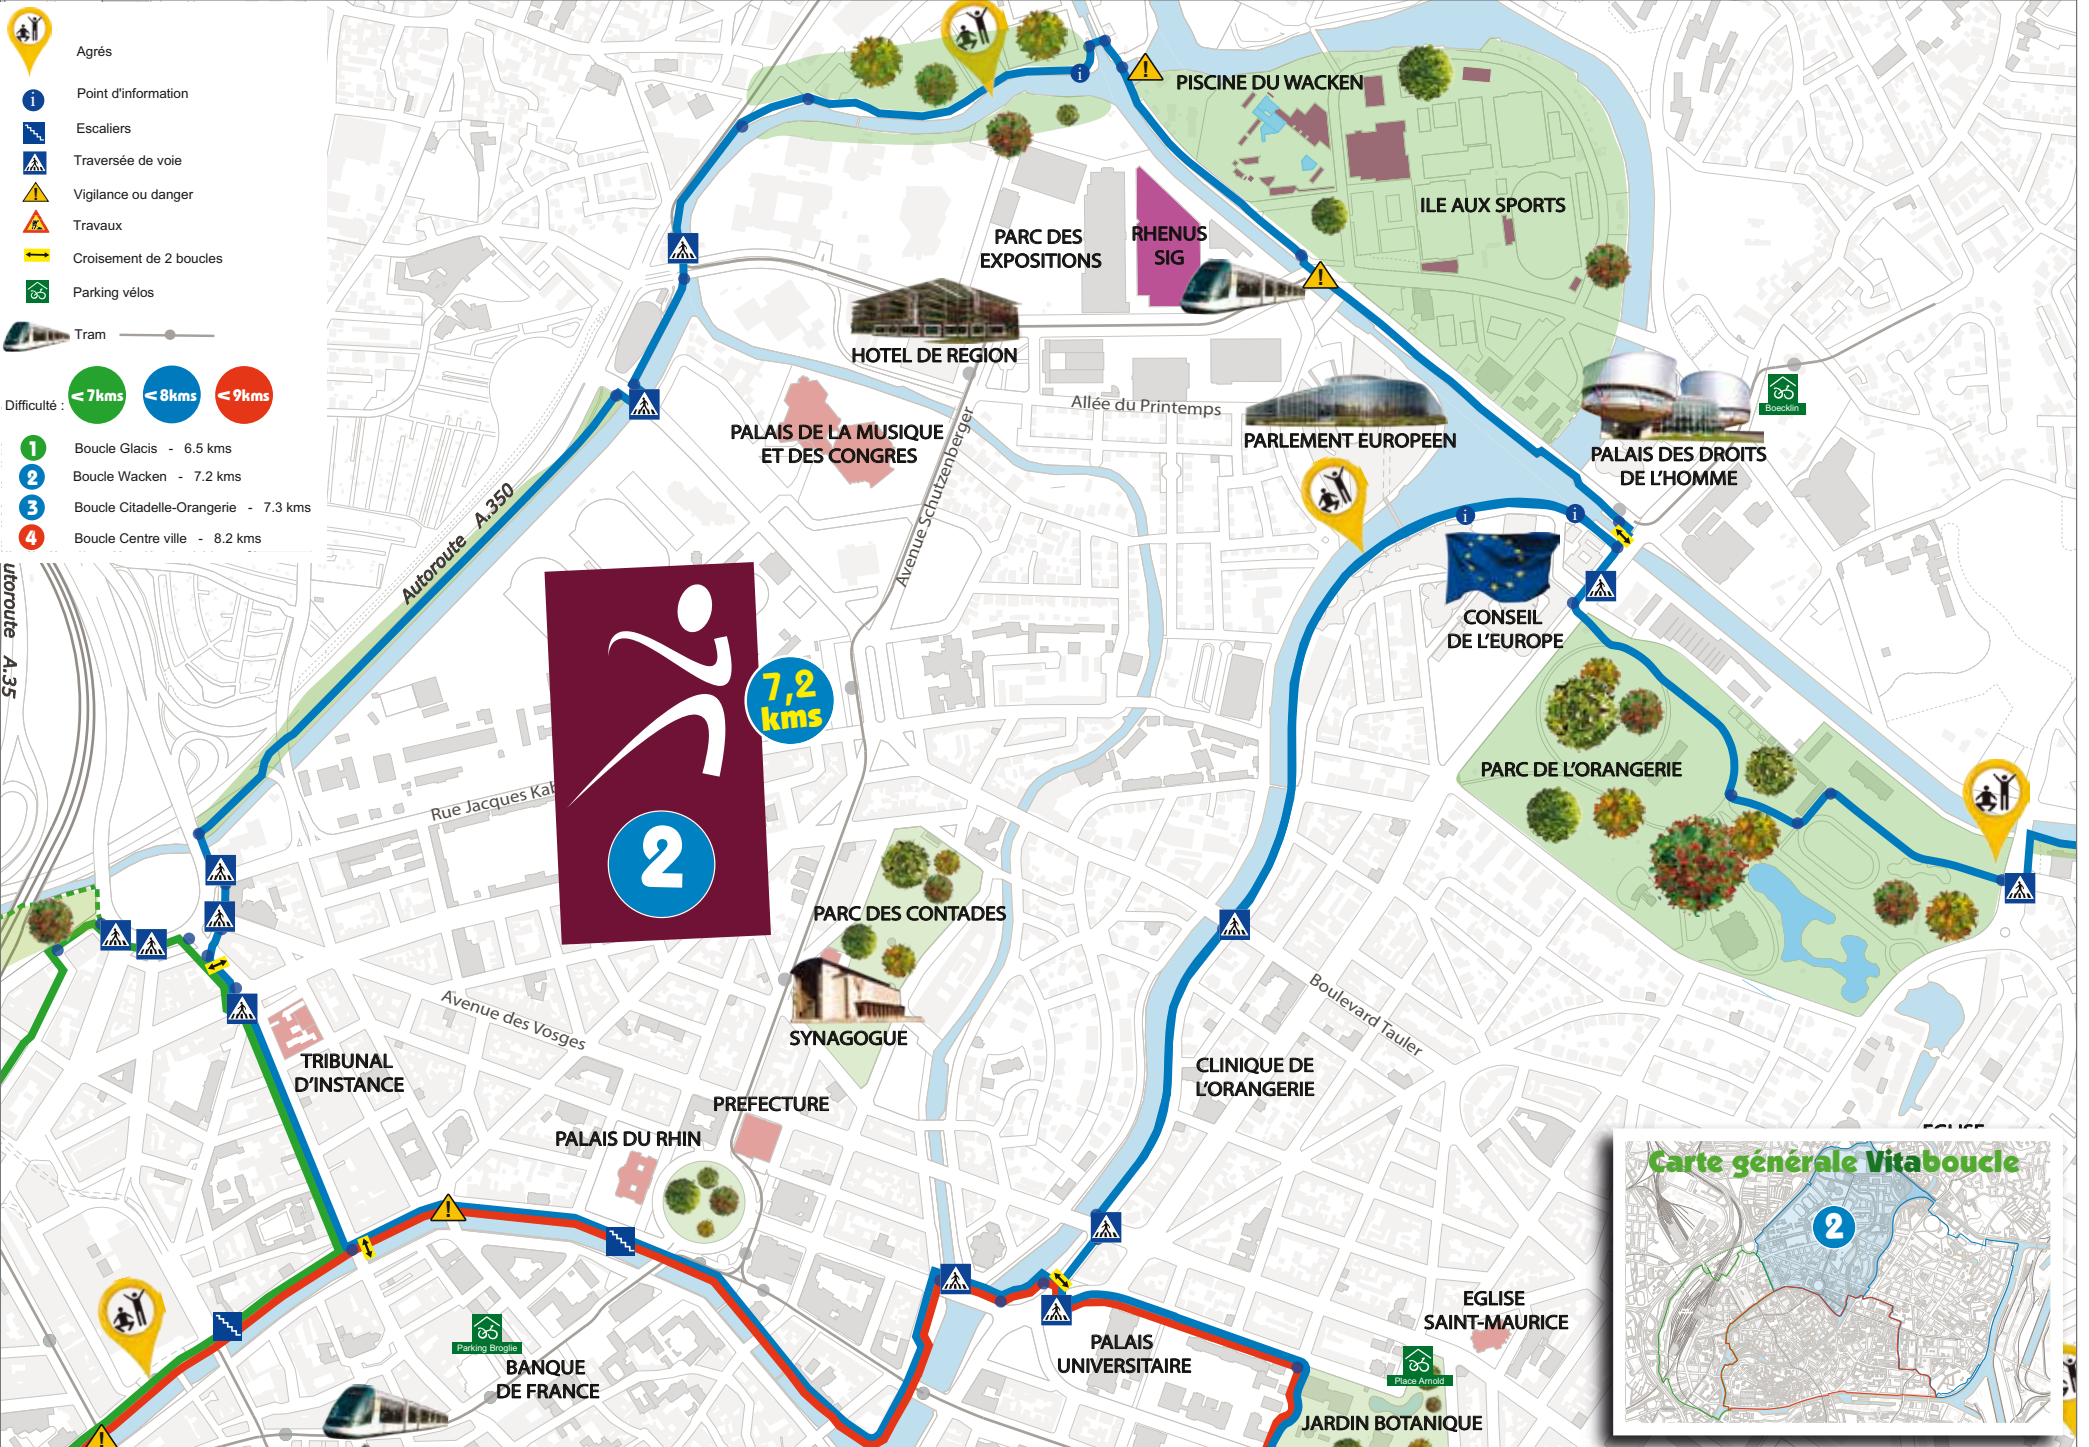 Agrés
i
Point d'information
Escaliers
Traversée de voie
!
Vigilance ou danger
Travaux
Croisement de 2 boucles
Parking vélos
Tram
Difficulté :
<7kms
<8kms
<9kms
1 Boucle Glacis - 6.5 kms
2 Boucle Wacken - 7.2 kms
3 Boucle Citadelle-Orangerie - 7.3 kms
4 Boucle Centre ville - 8.2 kms
utoroute A.35
i
!
PISCINE DU WACKEN
ILE AUX SPORTS
PARC DES
EXPOSITIONS
RHENUS
SIG
!
HOTEL DE REGION
PALAIS DE LA MUSIQUE
ET DES CONGRES
Allée du Printemps
PARLEMENT EUROPEEN
Boecklin
PALAIS DES DROITS
DE L'HOMME
Autoroute A.350
Avenue Schutzenberger
i
i
CONSEIL
DE L'EUROPE
7,2
kms
2
Rue Jacques Kab
PARC DE L'ORANGERIE
PARC DES CONTADES
SYNAGOGUE
Avenue des Vosges
Boulevard Tauler
TRIBUNAL
D'INSTANCE
CLINIQUE DE
L'ORANGERIE
PREFECTURE
PALAIS DU RHIN
!
EGLISE
Carte générale Vitaboucle
2
Parking Broglie
BANQUE
DE FRANCE
PALAIS
UNIVERSITAIRE
EGLISE
SAINT-MAURICE
Place Arnold
JARDIN BOTANIQUE
!